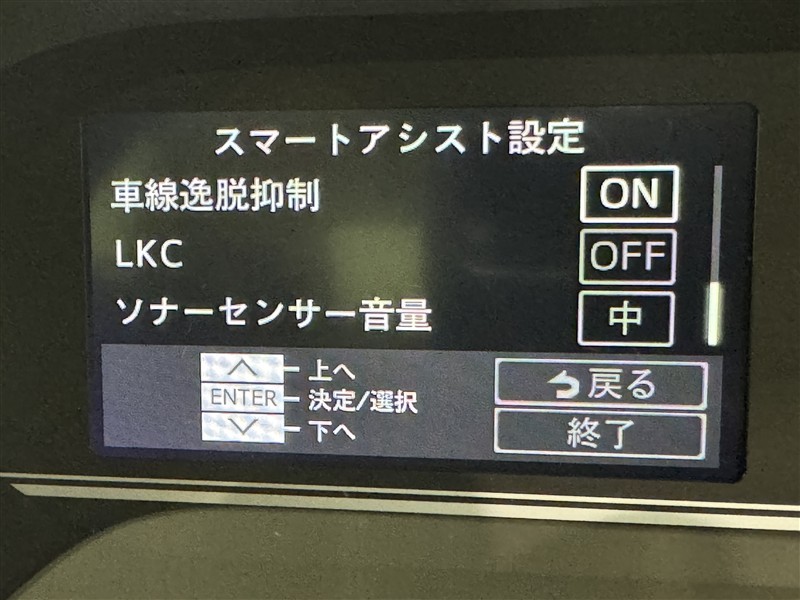 スマートアシスト設定
車線逸脱抑制 ON
LKC OFF
ソナーセンサー音量 中
上へ
ENTER 決定/選択
下へ
戻る
終了